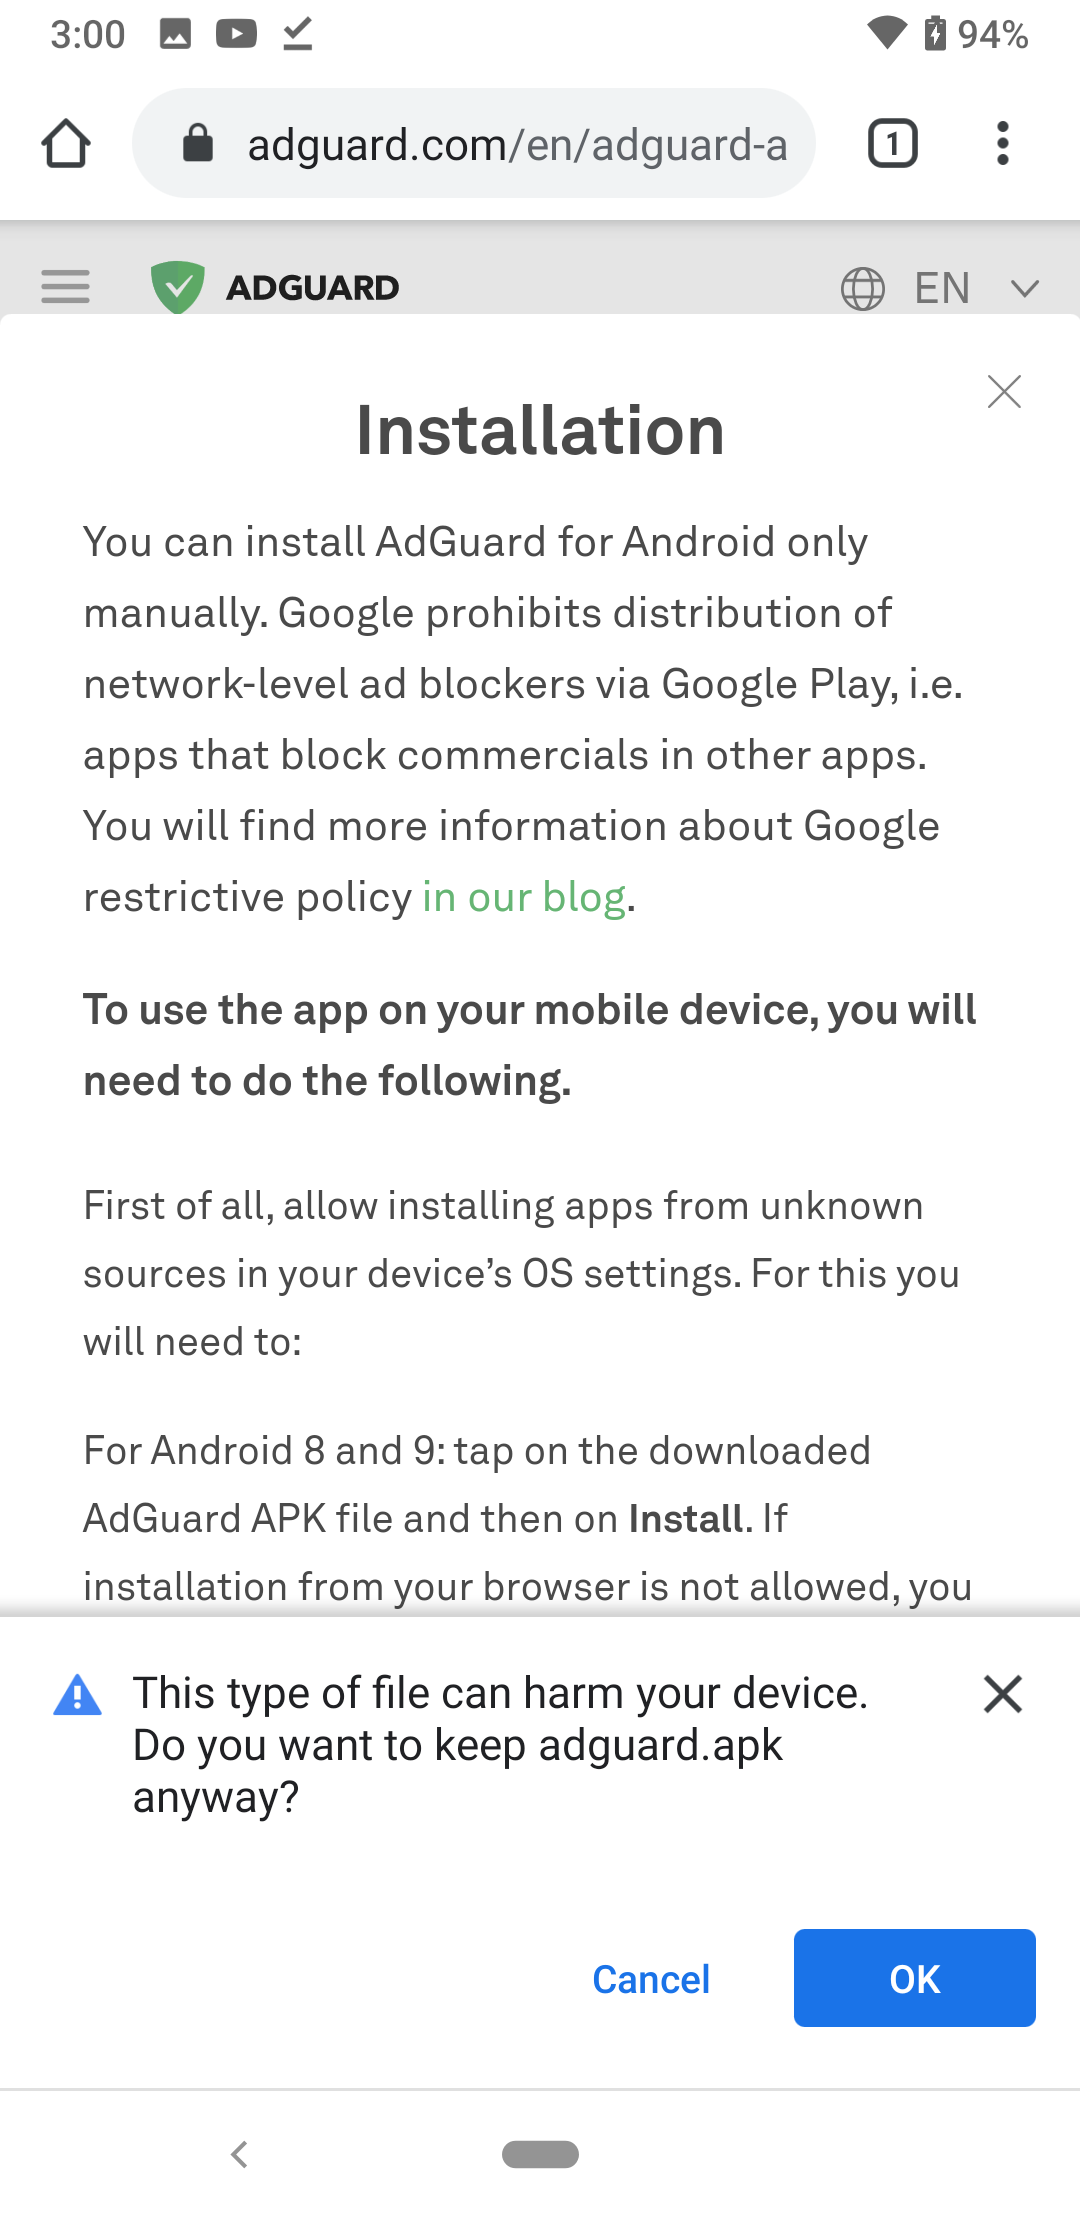 3:00
94%
adguard.com/en/adguard-a
1
ADGUARD
EN
Installation
You can install AdGuard for Android only
manually. Google prohibits distribution of
network-level ad blockers via Google Play, i.e.
apps that block commercials in other apps.
You will find more information about Google
restrictive policy in our blog.
To use the app on your mobile device, you will
need to do the following.
First of all, allow installing apps from unknown
sources in your device’s OS settings. For this you
will need to:
For Android 8 and 9: tap on the downloaded
AdGuard APK file and then on Install. If
installation from your browser is not allowed, you
This type of file can harm your device.
Do you want to keep adguard.apk
anyway?
Cancel
OK